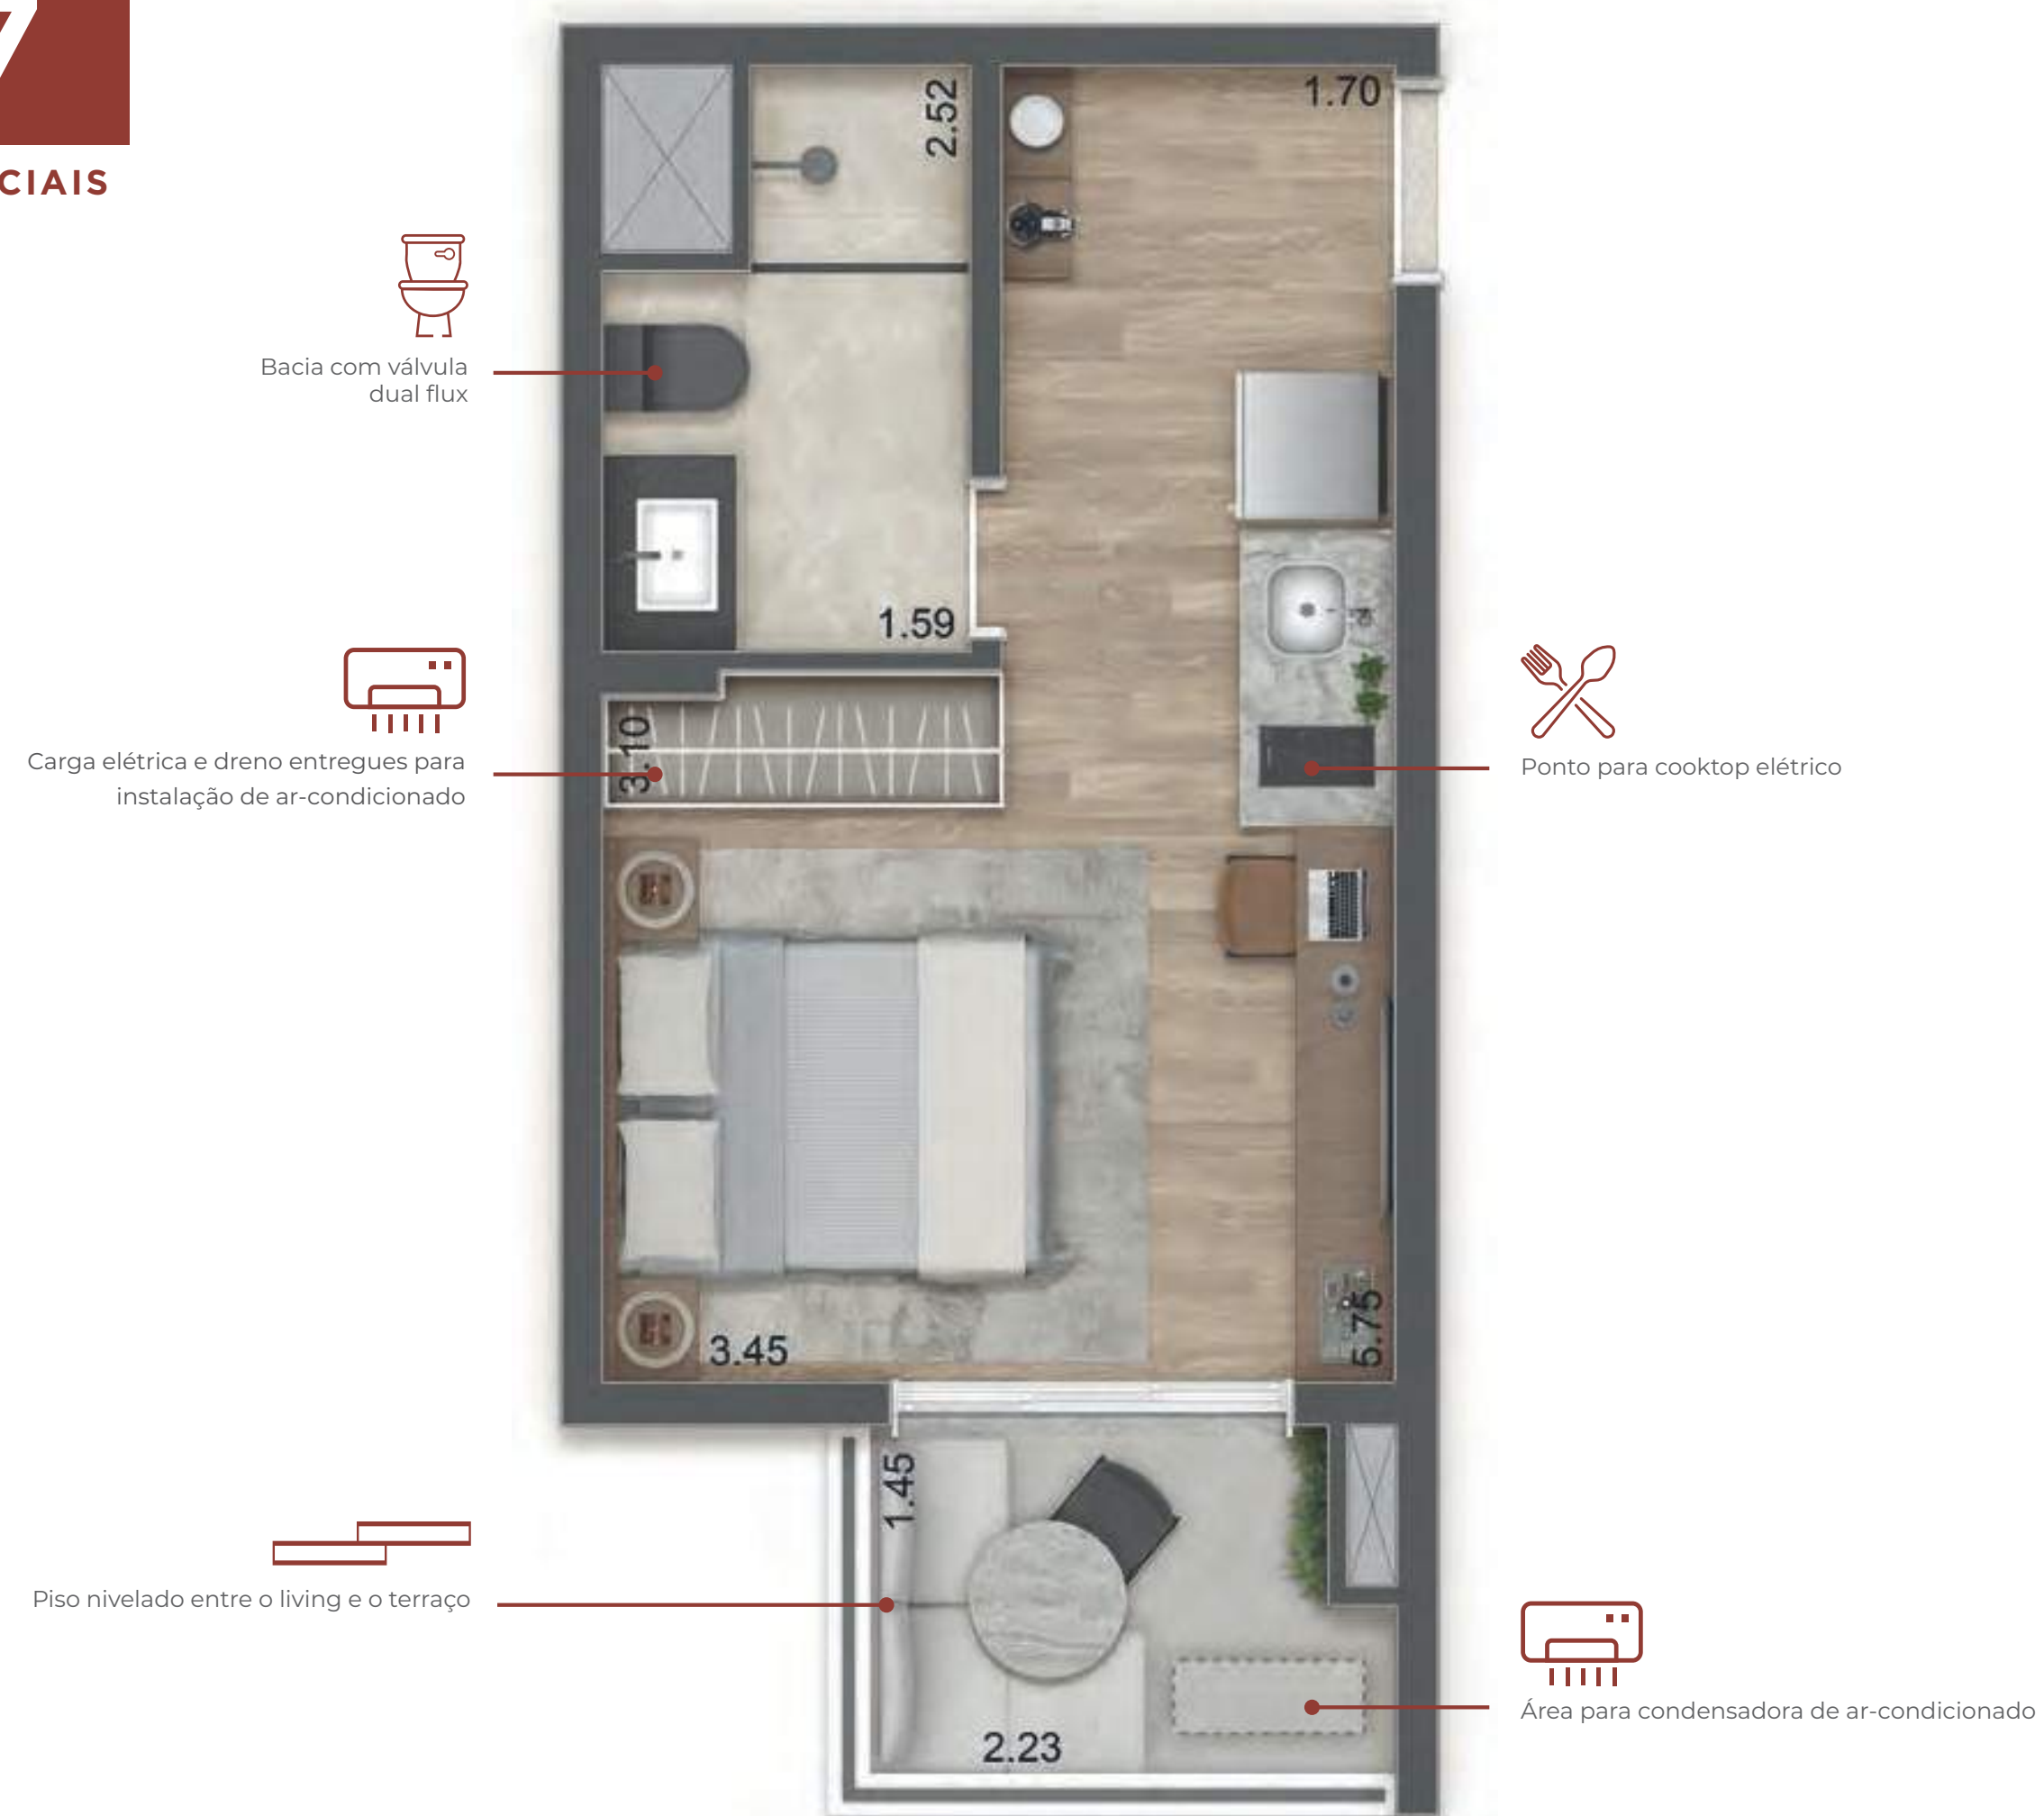 7
CIAIS
2.52
1.70
Bacia com válvula
dual flux
1.59
3.10
Carga elétrica e dreno entregues para
instalação de ar-condicionado
Ponto para cooktop elétrico
3.45
5.75
1.45
Piso nivelado entre o living e o terraço
Área para condensadora de ar-condicionado
2.23